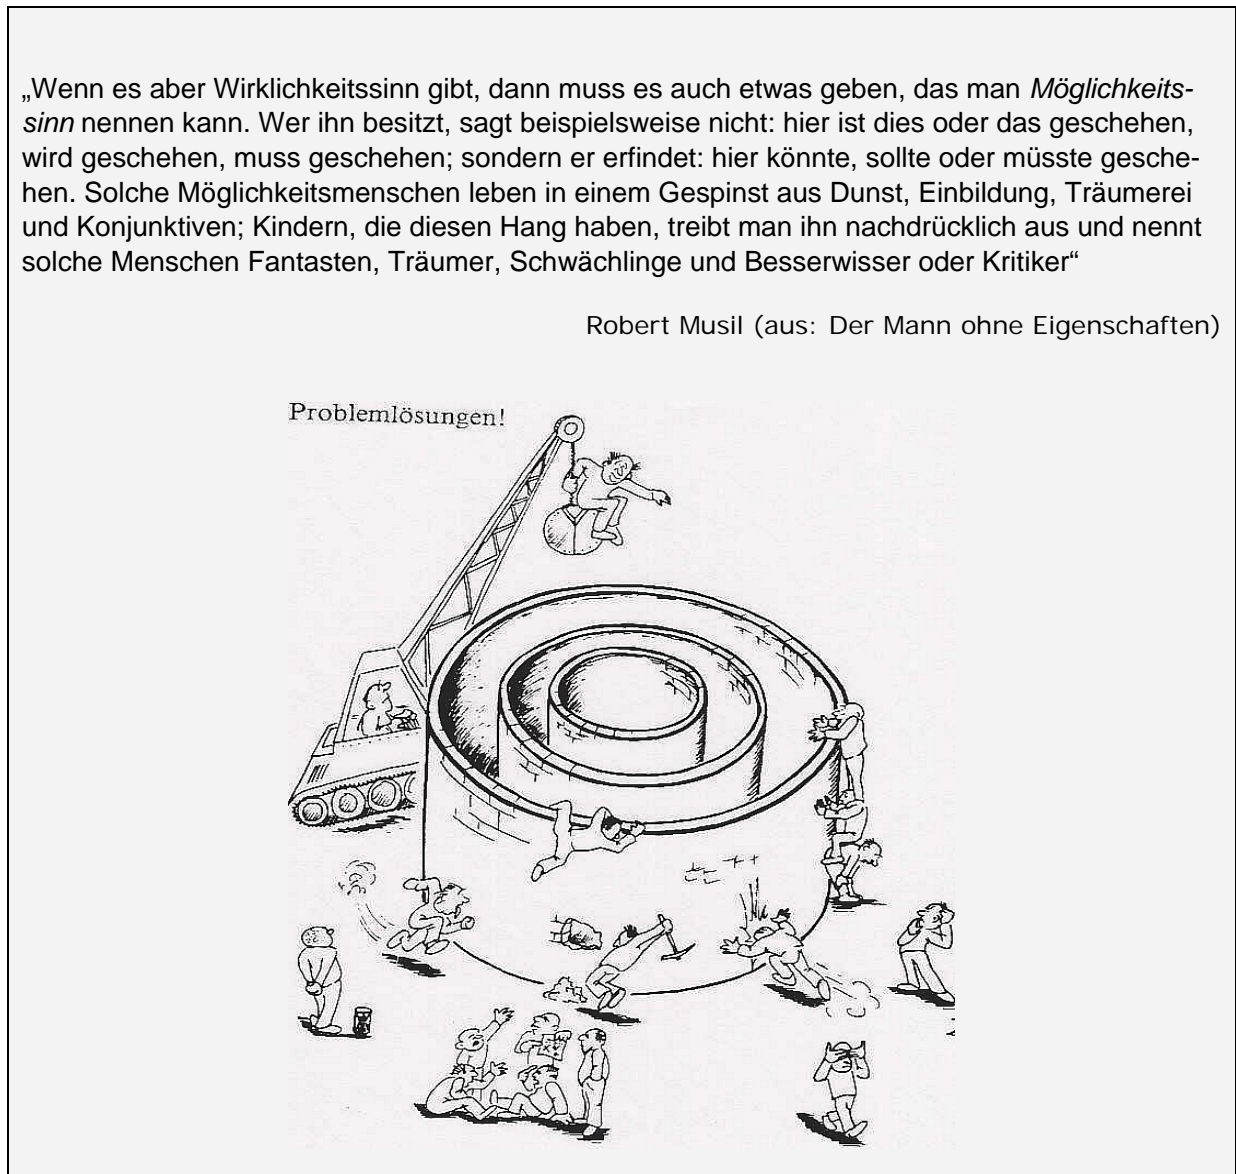 „Wenn es aber Wirklichkeitssinn gibt, dann muss es auch etwas geben, das man Möglichkeits-
sinn nennen kann. Wer ihn besitzt, sagt beispielsweise nicht: hier ist dies oder das geschehen,
wird geschehen, muss geschehen; sondern er erfindet: hier könnte, sollte oder müsste gesche-
hen. Solche Möglichkeitsmenschen leben in einem Gespinst aus Dunst, Einbildung, Träumerei
und Konjunktiven; Kindern, die diesen Hang haben, treibt man ihn nachdrücklich aus und nennt
solche Menschen Fantasten, Träumer, Schwächlinge und Besserwisser oder Kritiker“
Robert Musil (aus: Der Mann ohne Eigenschaften)
Problemlösungen!